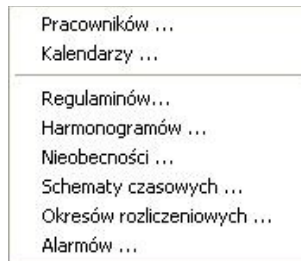 Pracowników ...
Kalendarzy ...
Regulaminów...
Harmonogramów ...
Nieobecności ...
Schematy czasowych ...
Okresów rozliczeniowych ...
Alarmów ...